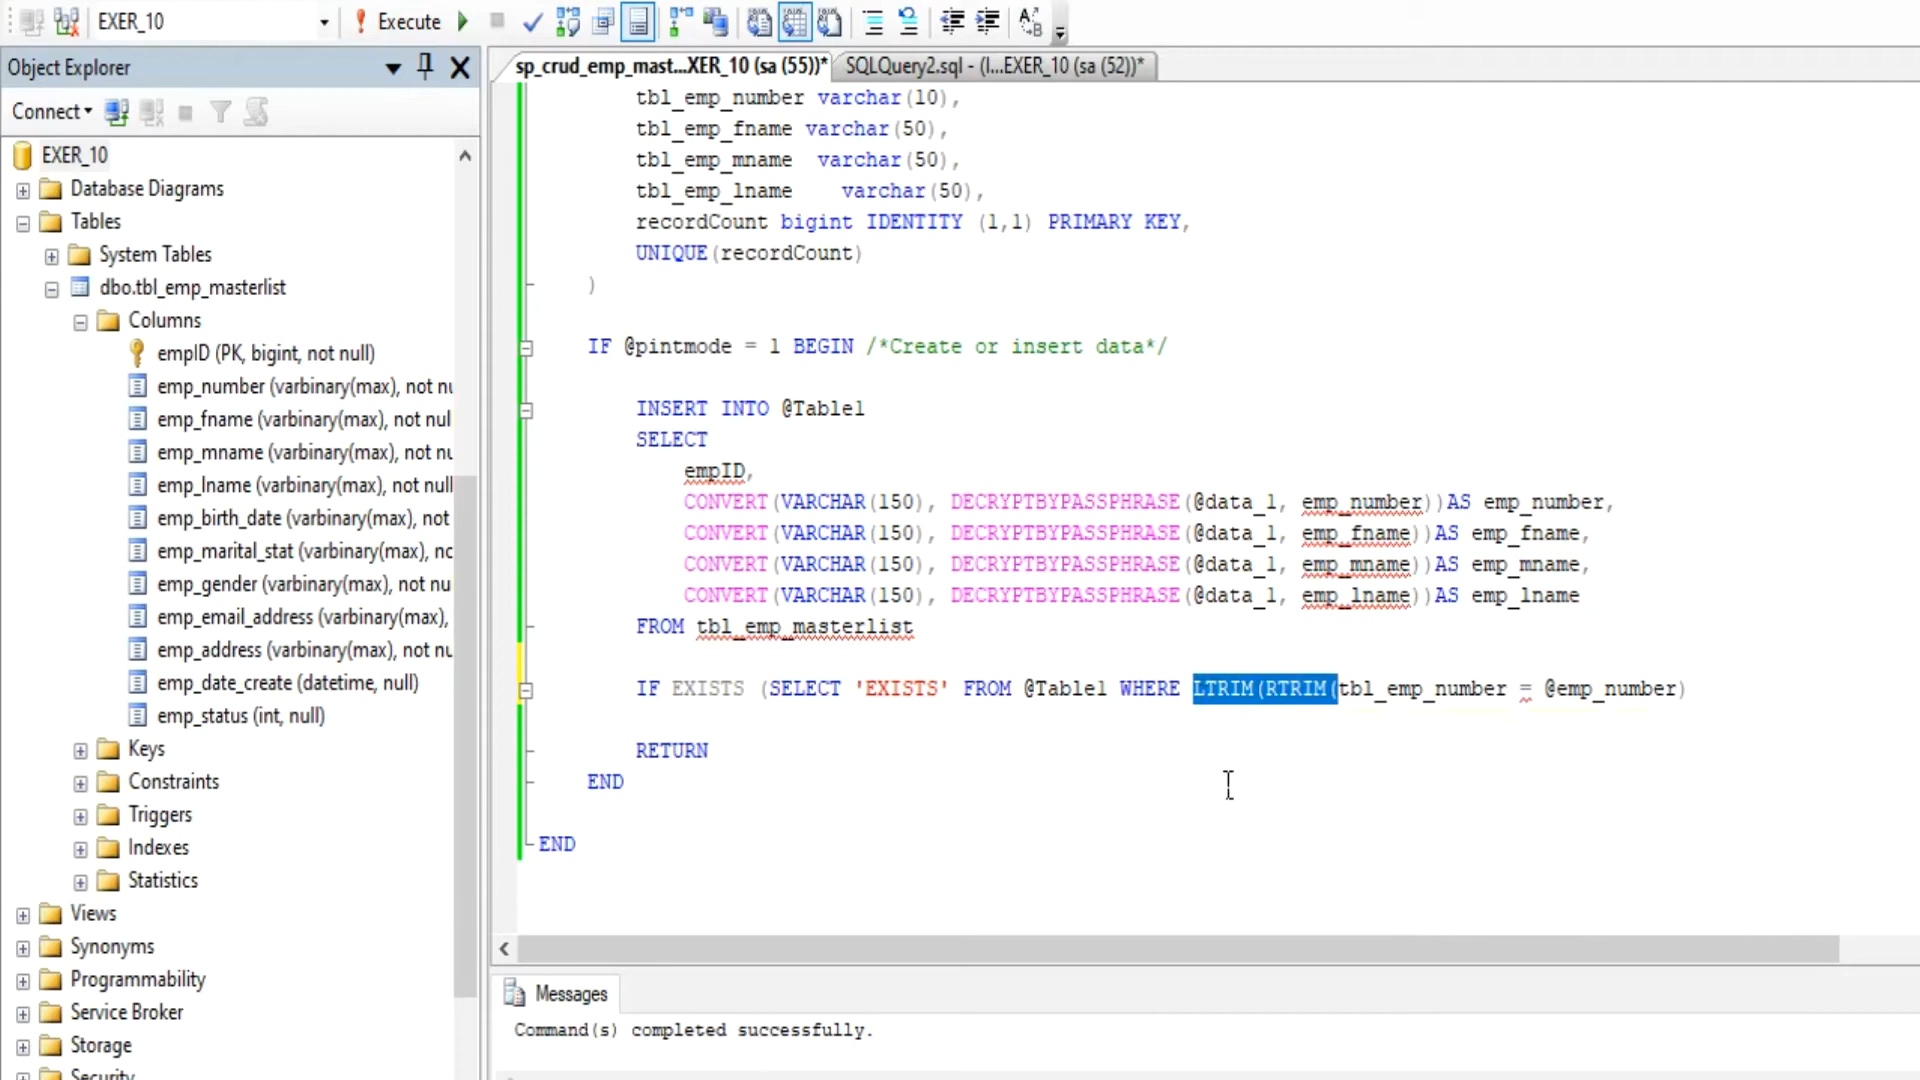 EXER_10
Execute
Object Explorer
Connect
EXER_10
Database Diagrams
Tables
System Tables
dbo.tbl_emp_masterlist
Columns
empID (PK, bigint, not null)
emp_number (varbinary(max), not nu
emp_fname (varbinary(max), not nul
emp_mname (varbinary(max), not nu
emp_lname (varbinary(max), not null
emp_birth_date (varbinary(max), not
emp_marital_stat (varbinary(max), nc
emp_gender (varbinary(max), not nu
emp_email_address (varbinary(max),
emp_address (varbinary(max), not nu
emp_date_create (datetime, null)
emp_status (int, null)
Keys
Constraints
Triggers
Indexes
Statistics
Views
Synonyms
Programmability
Service Broker
Storage
Security
sp_crud_emp_mast...XER_10 (sa (55))*
SQLQuery2.sql - (l...EXER_10 (sa (52))*
tbl_emp_number varchar(10),
tbl_emp_fname varchar(50),
tbl_emp_mname varchar(50),
tbl_emp_lname varchar(50),
recordCount bigint IDENTITY (1,1) PRIMARY KEY,
UNIQUE(recordCount)
)
IF @pintmode = 1 BEGIN /*Create or insert data*/
INSERT INTO @Table1
SELECT
empID,
CONVERT(VARCHAR(150), DECRYPTBYPASSPHRASE(@data_1, emp_number))AS emp_number,
CONVERT(VARCHAR(150), DECRYPTBYPASSPHRASE(@data_1, emp_fname))AS emp_fname,
CONVERT(VARCHAR(150), DECRYPTBYPASSPHRASE(@data_1, emp_mname))AS emp_mname,
CONVERT(VARCHAR(150), DECRYPTBYPASSPHRASE(@data_1, emp_lname))AS emp_lname
FROM tbl_emp_masterlist
IF EXISTS (SELECT 'EXISTS' FROM @Table1 WHERE LTRIM(RTRIM(tbl_emp_number = @emp_number)
RETURN
END
END
Messages
Command(s) completed successfully.